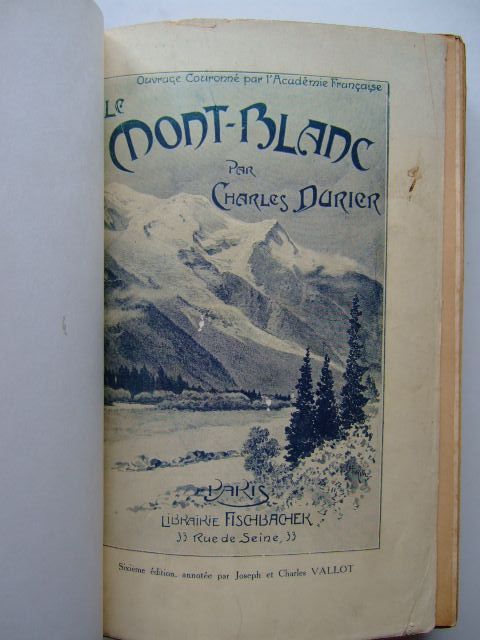 Ouvrage Couronné par l'Académie Française
LE
MONT-BLANC
PAR
CHARLES DURIER
PARIS
LIBRAIRIE FISCHBACHER
33 Rue de Seine, 33
Sixième édition, annotée par Joseph et Charles VALLOT